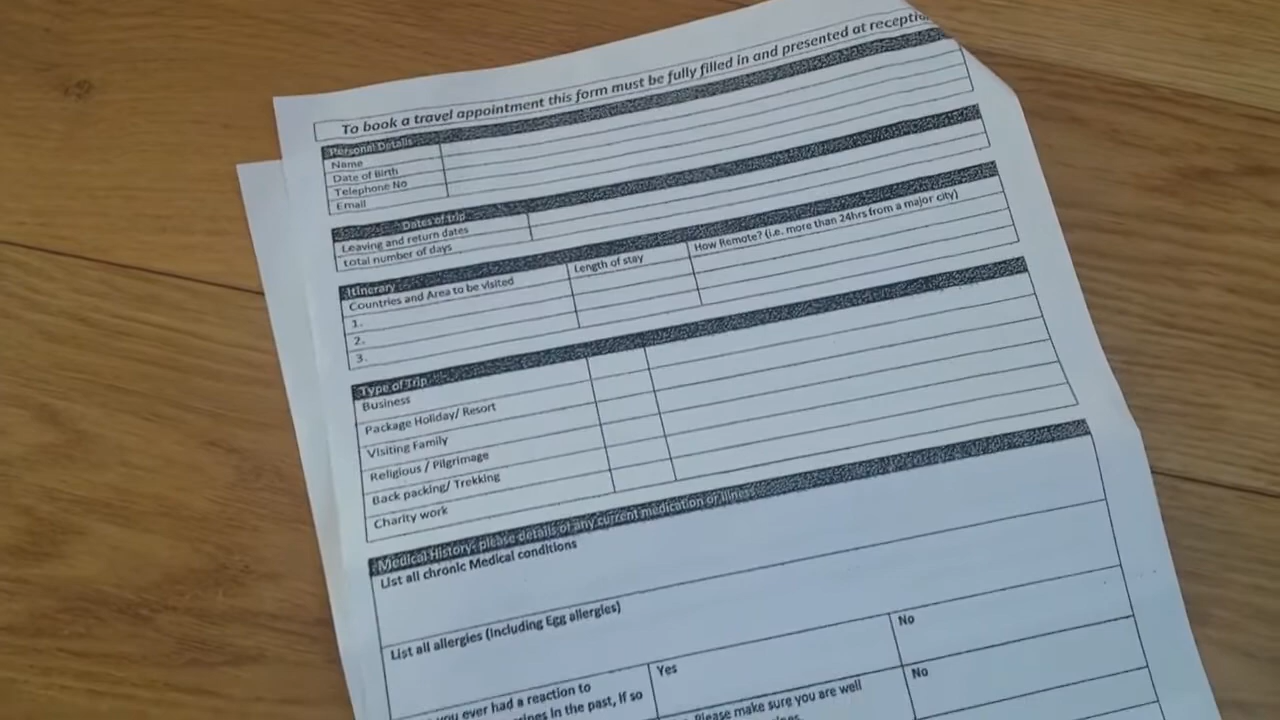 To book a travel appointment this form must be fully filled in and presented at
Personal Details
Name
Date of Birth
Telephone No
Email
Dates of trip
Leaving and return dates
total number of days
Itinerary
Countries and Area to be visited
Length of stay
How Remote? (i.e. more than 24hrs from a major city)
1.
2.
3.
Type of Trip
Business
Package Holiday/ Resort
Visiting Family
Religious / Pilgrimage
Back packing/ Trekking
Charity work
Medical History: please details of any current medication or illness
List all chronic Medical conditions
List all allergies (Including Egg allergies)
you ever had a reaction to
Yes
No
in the past, If so
Please make sure you are well
No